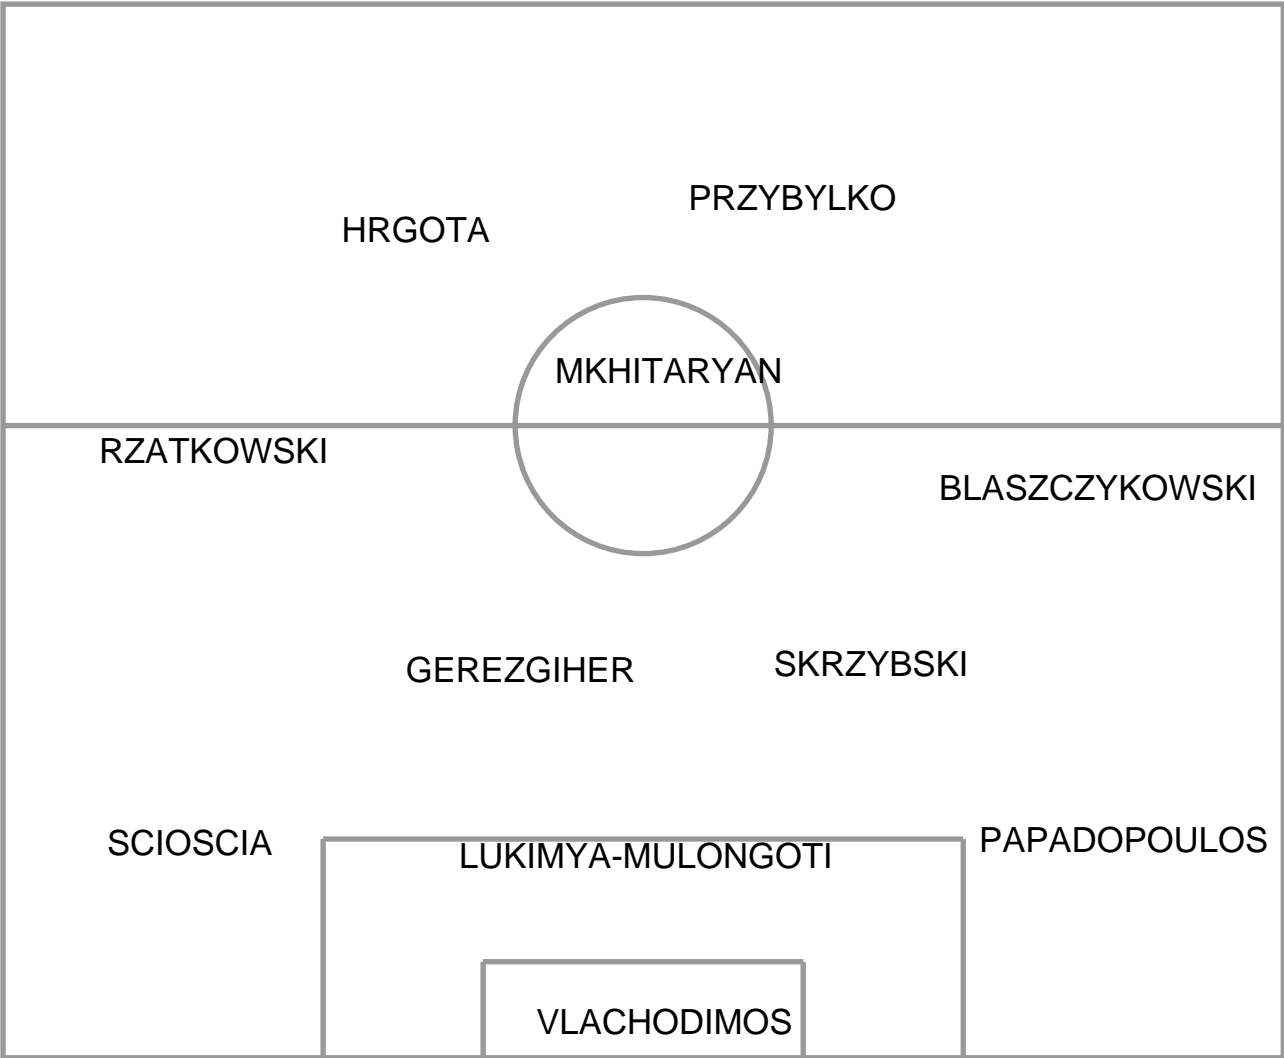 PRZYBYLKO
HRGOTA
MKHITARYAN
RZATKOWSKI
BLASZCZYKOWSKI
GEREZGIHER
SKRZYBSKI
SCIOSCIA
LUKIMYA-MULONGOTI
PAPADOPOULOS
VLACHODIMOS